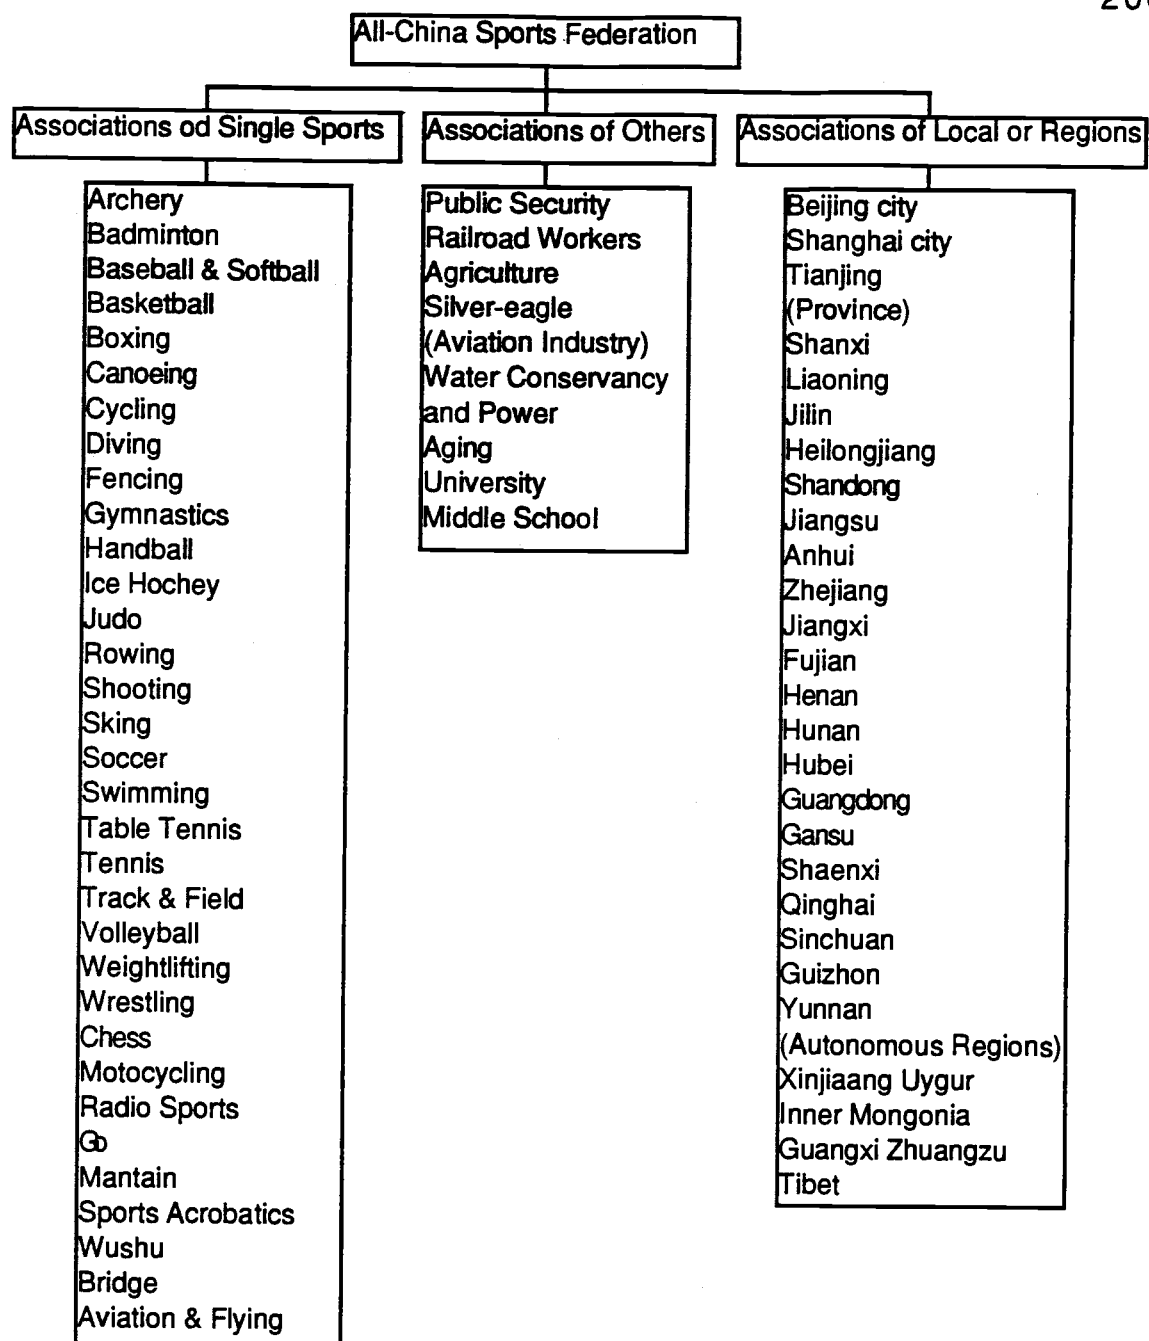 All-China Sports Federation
Associations od Single Sports
Archery
Badminton
Baseball & Softball
Basketball
Boxing
Canoeing
Cycling
Diving
Fencing
Gymnastics
Handball
Ice Hochey
Judo
Rowing
Shooting
Sking
Soccer
Swimming
Table Tennis
Tennis
Track & Field
Volleyball
Weightlifting
Wrestling
Chess
Motocycling
Radio Sports
Go
Mantain
Sports Acrobatics
Wushu
Bridge
Aviation & Flying
Associations of Others
Public Security
Railroad Workers
Agriculture
Silver-eagle
(Aviation Industry)
Water Conservancy
and Power
Aging
University
Middle School
Associations of Local or Regions
Beijing city
Shanghai city
Tianjing
(Province)
Shanxi
Liaoning
Jilin
Heilongjiang
Shandong
Jiangsu
Anhui
Zhejiang
Jiangxi
Fujian
Henan
Hunan
Hubei
Guangdong
Gansu
Shaenxi
Qinghai
Sinchuan
Guizhon
Yunnan
(Autonomous Regions)
Xinjiaang Uygur
Inner Mongonia
Guangxi Zhuangzu
Tibet